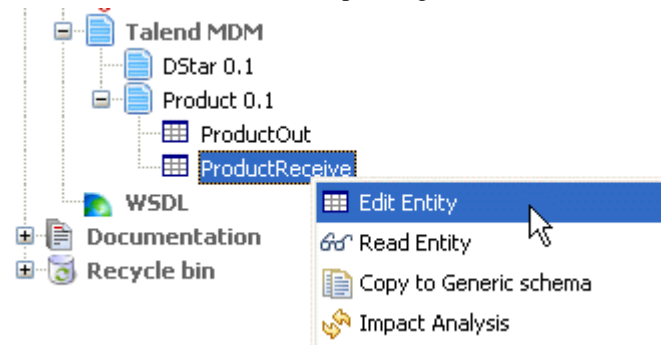 Talend MDM
DStar 0.1
Product 0.1
ProductOut
ProductReceive
WSDL
Edit Entity
Documentation
Read Entity
Recycle bin
Copy to Generic schema
Impact Analysis